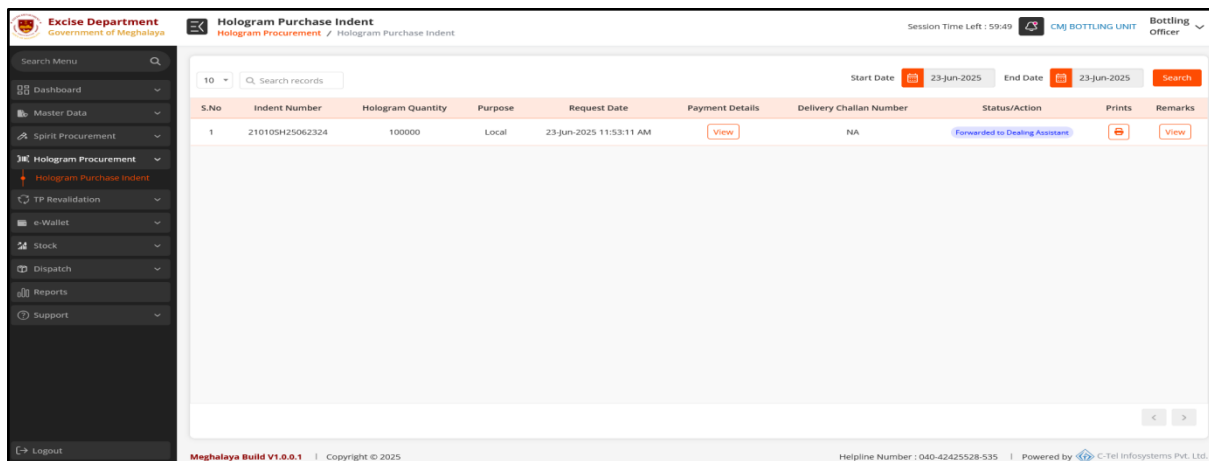 Excise Department
Government of Meghalaya
Hologram Purchase Indent
Hologram Procurement / Hologram Purchase Indent
Session Time Left : 59:49
CMJ BOTTLING UNIT
Bottling Officer
Search Menu
Dashboard
Master Data
Spirit Procurement
Hologram Procurement
Hologram Purchase Indent
TP Revalidation
e-Wallet
Stock
Dispatch
Reports
Support
Logout
10 Search records Start Date 23-Jun-2025 End Date 23-Jun-2025 Search
S.No Indent Number Hologram Quantity Purpose Request Date Payment Details Delivery Challan Number Status/Action Prints Remarks
1 21010SH25062324 100000 Local 23-Jun-2025 11:53:11 AM View NA Forwarded to Dealing Assistant View
< >
Meghalaya Build V1.0.0.1 | Copyright © 2025 Helpline Number : 040-42425528-535 | Powered by C-Tel Infosystems Pvt. Ltd.